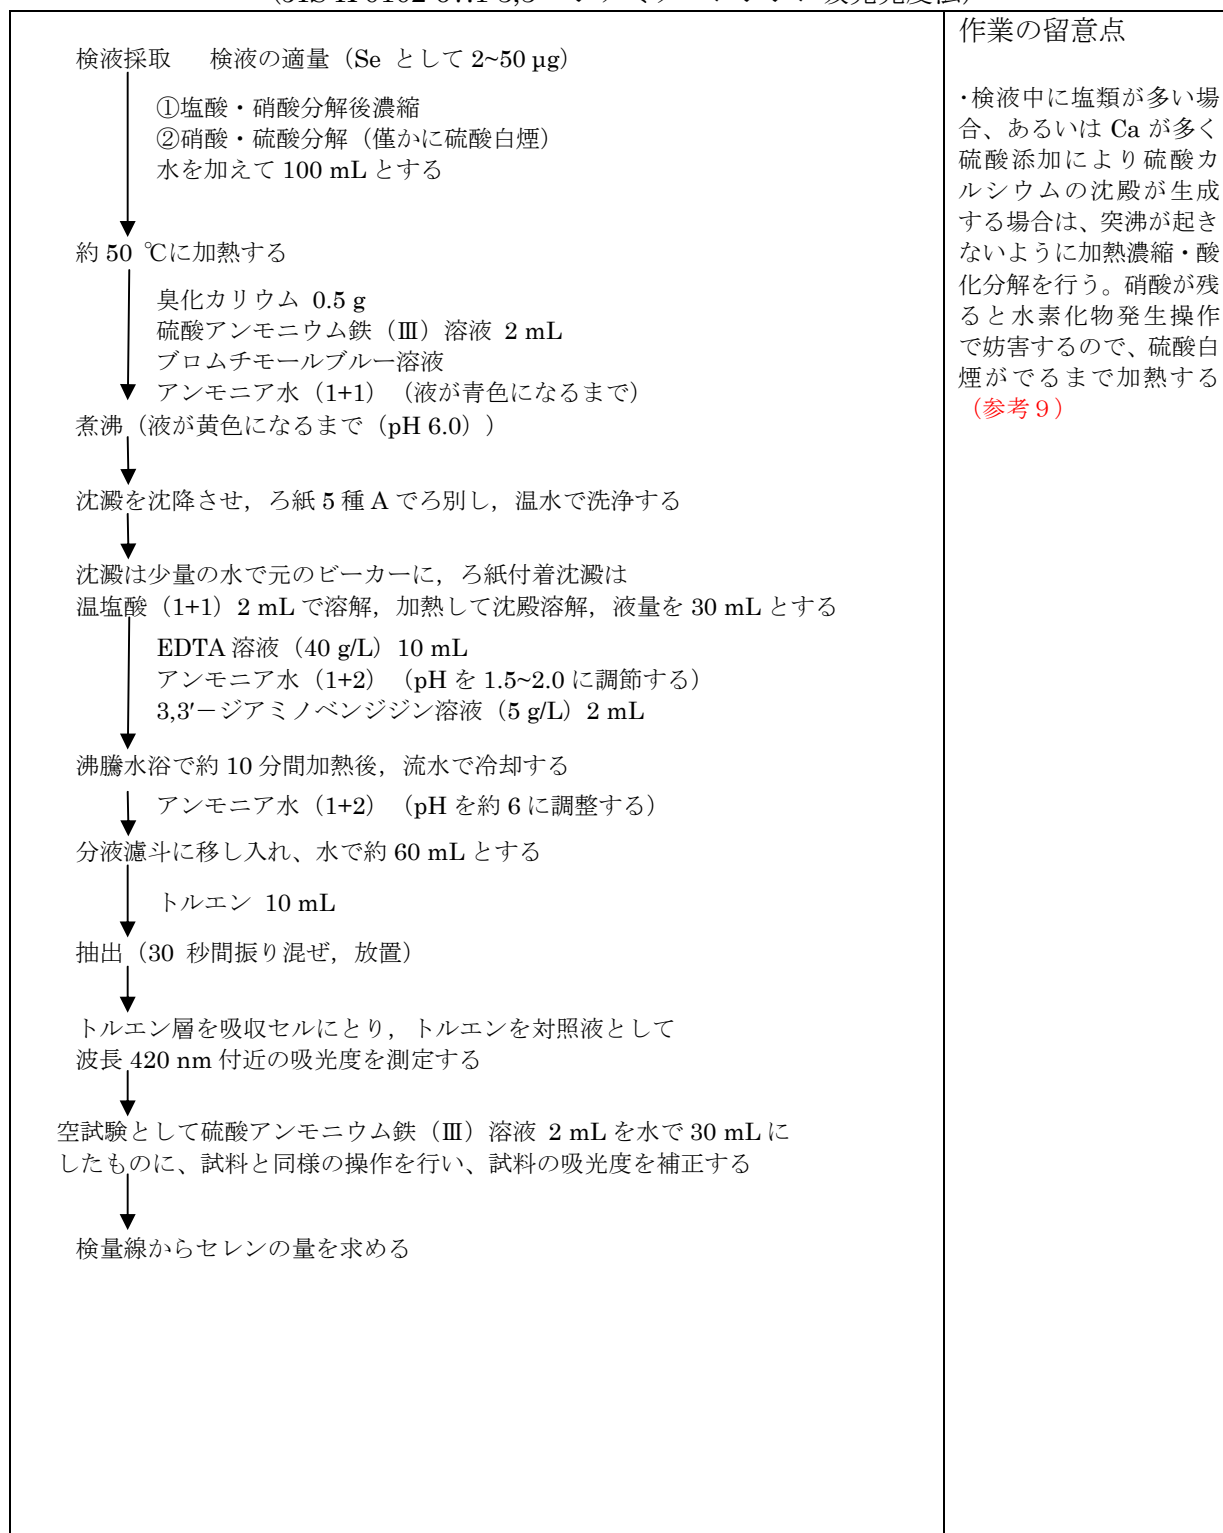 検液採取　検液の適量（Se として 2~50 μg）
①塩酸・硝酸分解後濃縮
②硝酸・硫酸分解（僅かに硫酸白煙）
水を加えて 100 mL とする
約 50 ℃に加熱する
臭化カリウム 0.5 g
硫酸アンモニウム鉄（Ⅲ）溶液 2 mL
ブロムチモールブルー溶液
アンモニア水（1+1）（液が青色になるまで）
煮沸（液が黄色になるまで（pH 6.0））
沈澱を沈降させ，ろ紙 5 種 A でろ別し，温水で洗浄する
沈澱は少量の水で元のビーカーに，ろ紙付着沈澱は
温塩酸（1+1）2 mL で溶解，加熱して沈殿溶解，液量を 30 mL とする
EDTA 溶液（40 g/L）10 mL
アンモニア水（1+2）（pH を 1.5~2.0 に調節する）
3,3′－ジアミノベンジジン溶液（5 g/L）2 mL
沸騰水浴で約 10 分間加熱後，流水で冷却する
アンモニア水（1+2）（pH を約 6 に調整する）
分液濾斗に移し入れ、水で約 60 mL とする
トルエン 10 mL
抽出（30 秒間振り混ぜ，放置）
トルエン層を吸収セルにとり，トルエンを対照液として
波長 420 nm 付近の吸光度を測定する
空試験として硫酸アンモニウム鉄（Ⅲ）溶液 2 mL を水で 30 mL に
したものに、試料と同様の操作を行い、試料の吸光度を補正する
検量線からセレンの量を求める
作業の留意点
・検液中に塩類が多い場
合、あるいは Ca が多く
硫酸添加により硫酸カ
ルシウムの沈殿が生成
する場合は、突沸が起き
ないように加熱濃縮・酸
化分解を行う。硝酸が残
ると水素化物発生操作
で妨害するので、硫酸白
煙がでるまで加熱する
（参考９）